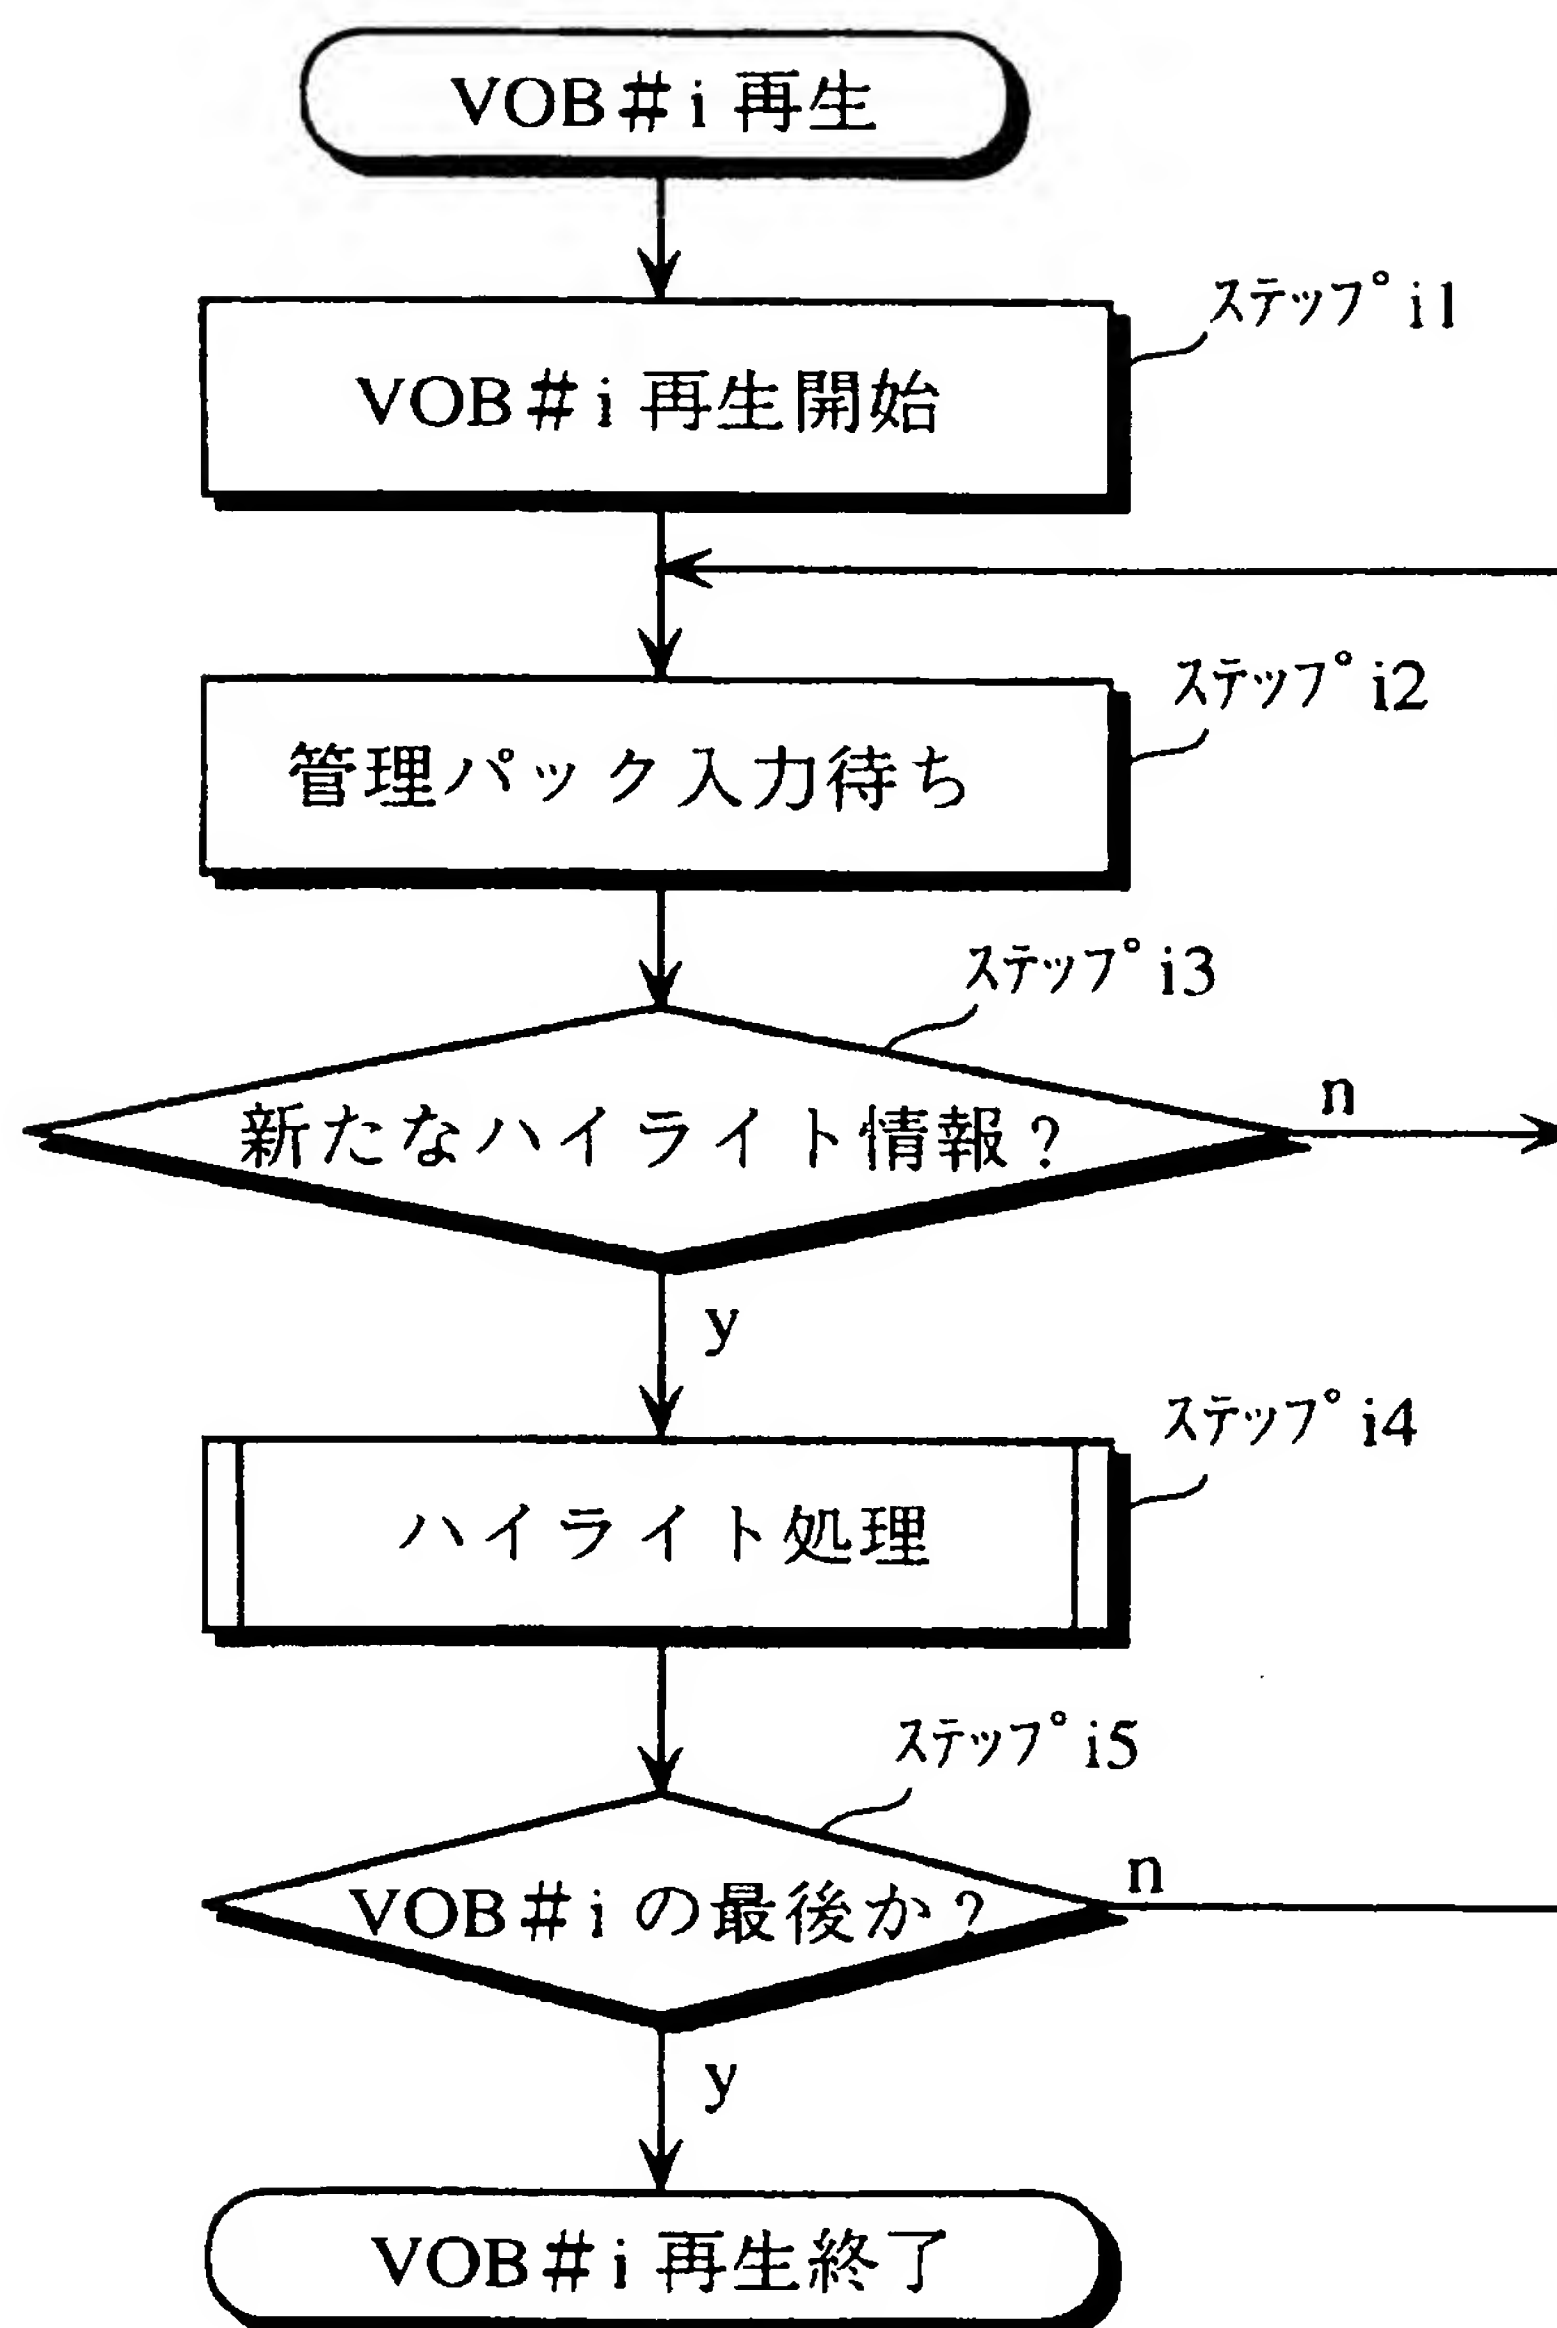 VOB＃i 再生
ｽﾃｯﾌﾟ i1
VOB＃i 再生開始
ｽﾃｯﾌﾟ i2
管理パック入力待ち
ｽﾃｯﾌﾟ i3
n
新たなハイライト情報？
y
ｽﾃｯﾌﾟ i4
ハイライト処理
ｽﾃｯﾌﾟ i5
n
VOB＃i の最後か？
y
VOB＃i 再生終了